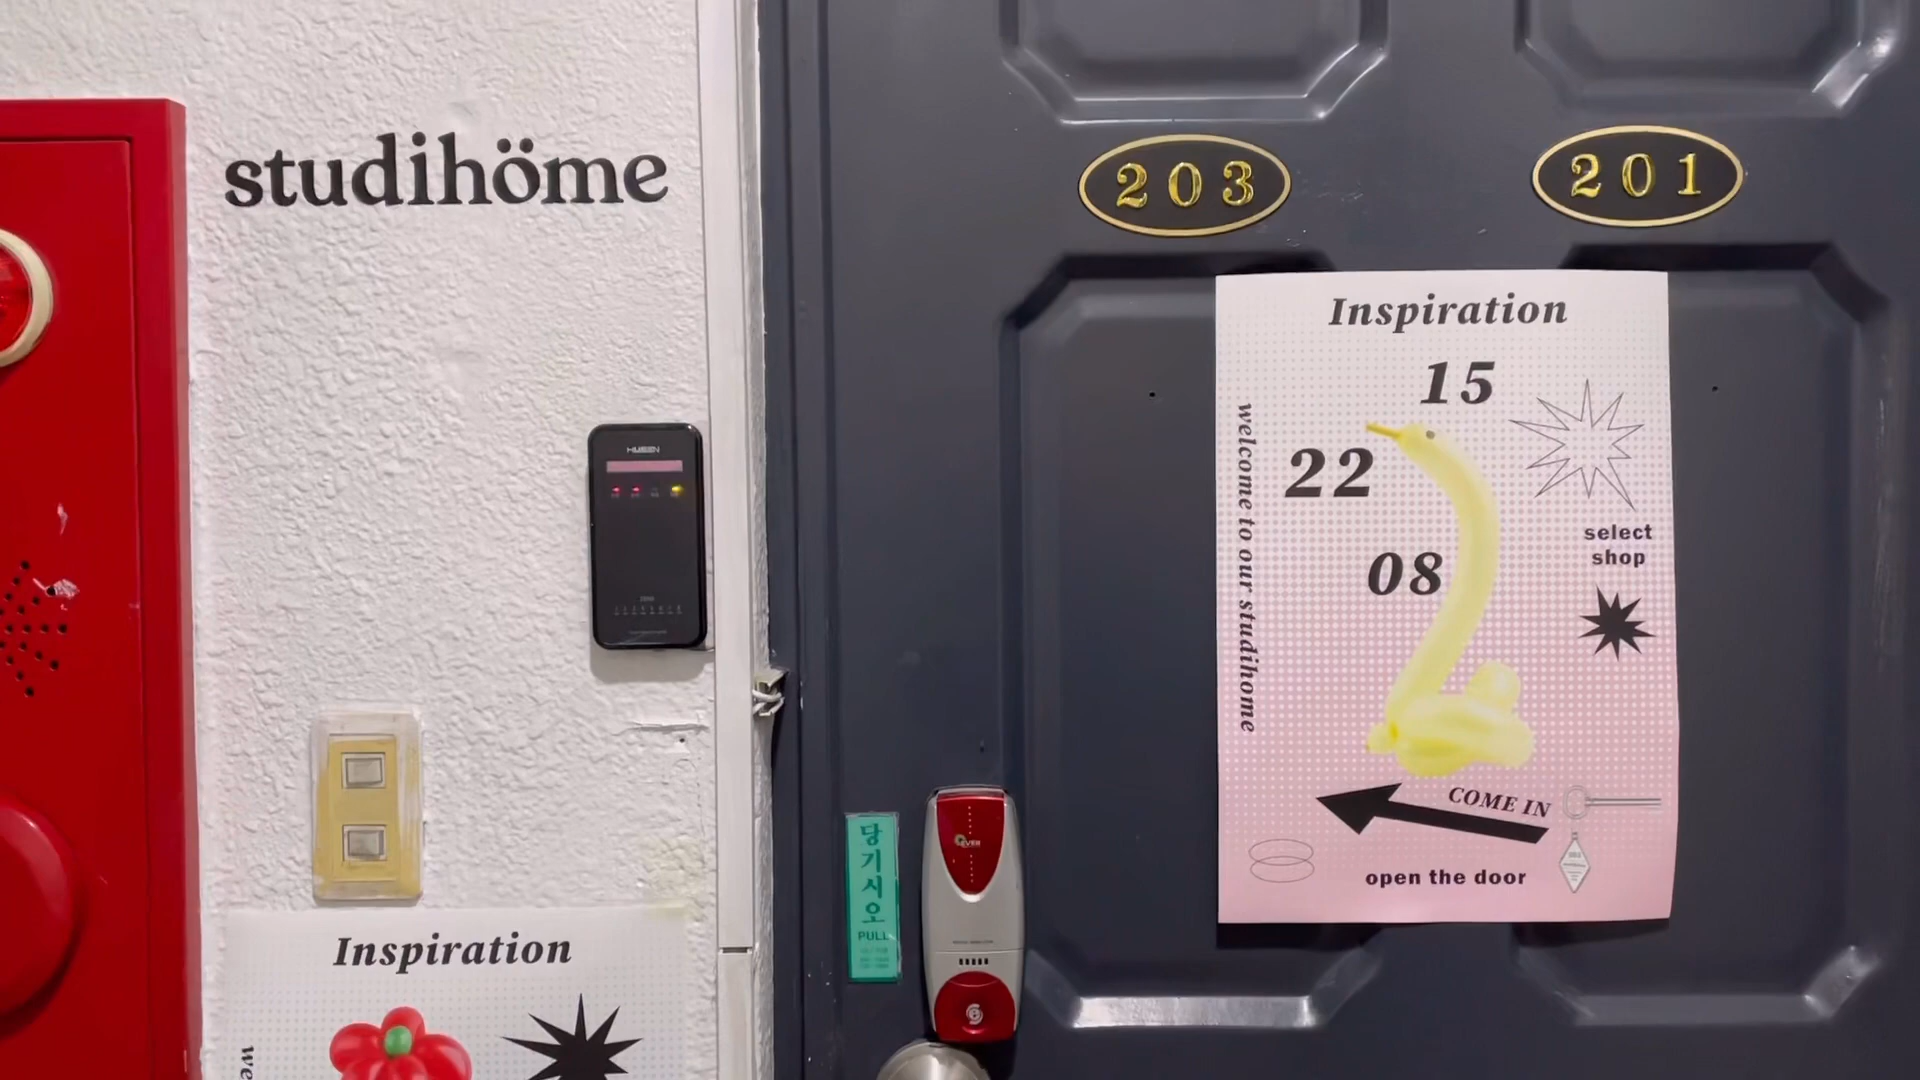 studihöme
203
201
Inspiration
15
22
08
welcome to our studihome
select
shop
COME IN
open the door
당기시오
PULL
Inspiration
we